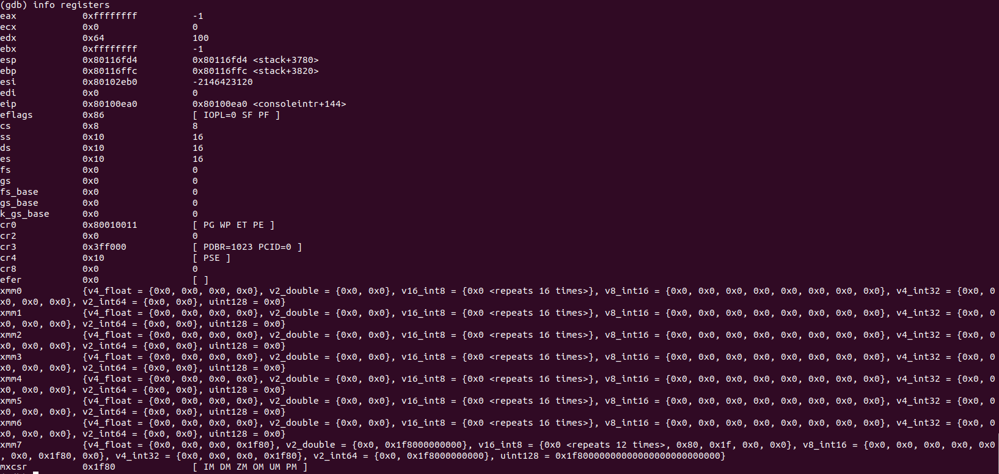 (gdb) info registers
eax            0xffffffff          -1
ecx            0x0                 0
edx            0x64                100
ebx            0xffffffff          -1
esp            0x80116fd4          0x80116fd4 <stack+3780>
ebp            0x80116ffc          0x80116ffc <stack+3820>
esi            0x80102eb0          -2146423120
edi            0x0                 0
eip            0x80100ea0          0x80100ea0 <consoleintr+144>
eflags         0x86                [ IOPL=0 SF PF ]
cs             0x8                 8
ss             0x10                16
ds             0x10                16
es             0x10                16
fs             0x0                 0
gs             0x0                 0
fs_base        0x0                 0
gs_base        0x0                 0
k_gs_base      0x0                 0
cr0            0x80010011          [ PG WP ET PE ]
cr2            0x0                 0
cr3            0x3ff000            [ PDBR=1023 PCID=0 ]
cr4            0x10                [ PSE ]
cr8            0x0                 0
efer           0x0                 [ ]
xmm0           {v4_float = {0x0, 0x0, 0x0, 0x0}, v2_double = {0x0, 0x0}, v16_int8 = {0x0 <repeats 16 times>}, v8_int16 = {0x0, 0x0, 0x0, 0x0, 0x0, 0x0, 0x0, 0x0}, v4_int32 = {0x0, 0
x0, 0x0, 0x0}, v2_int64 = {0x0, 0x0}, uint128 = 0x0}
xmm1           {v4_float = {0x0, 0x0, 0x0, 0x0}, v2_double = {0x0, 0x0}, v16_int8 = {0x0 <repeats 16 times>}, v8_int16 = {0x0, 0x0, 0x0, 0x0, 0x0, 0x0, 0x0, 0x0}, v4_int32 = {0x0, 0
x0, 0x0, 0x0}, v2_int64 = {0x0, 0x0}, uint128 = 0x0}
xmm2           {v4_float = {0x0, 0x0, 0x0, 0x0}, v2_double = {0x0, 0x0}, v16_int8 = {0x0 <repeats 16 times>}, v8_int16 = {0x0, 0x0, 0x0, 0x0, 0x0, 0x0, 0x0, 0x0}, v4_int32 = {0x0, 0
x0, 0x0, 0x0}, v2_int64 = {0x0, 0x0}, uint128 = 0x0}
xmm3           {v4_float = {0x0, 0x0, 0x0, 0x0}, v2_double = {0x0, 0x0}, v16_int8 = {0x0 <repeats 16 times>}, v8_int16 = {0x0, 0x0, 0x0, 0x0, 0x0, 0x0, 0x0, 0x0}, v4_int32 = {0x0, 0
x0, 0x0, 0x0}, v2_int64 = {0x0, 0x0}, uint128 = 0x0}
xmm4           {v4_float = {0x0, 0x0, 0x0, 0x0}, v2_double = {0x0, 0x0}, v16_int8 = {0x0 <repeats 16 times>}, v8_int16 = {0x0, 0x0, 0x0, 0x0, 0x0, 0x0, 0x0, 0x0}, v4_int32 = {0x0, 0
x0, 0x0, 0x0}, v2_int64 = {0x0, 0x0}, uint128 = 0x0}
xmm5           {v4_float = {0x0, 0x0, 0x0, 0x0}, v2_double = {0x0, 0x0}, v16_int8 = {0x0 <repeats 16 times>}, v8_int16 = {0x0, 0x0, 0x0, 0x0, 0x0, 0x0, 0x0, 0x0}, v4_int32 = {0x0, 0
x0, 0x0, 0x0}, v2_int64 = {0x0, 0x0}, uint128 = 0x0}
xmm6           {v4_float = {0x0, 0x0, 0x0, 0x0}, v2_double = {0x0, 0x0}, v16_int8 = {0x0 <repeats 16 times>}, v8_int16 = {0x0, 0x0, 0x0, 0x0, 0x0, 0x0, 0x0, 0x0}, v4_int32 = {0x0, 0
x0, 0x0, 0x0}, v2_int64 = {0x0, 0x0}, uint128 = 0x0}
xmm7           {v4_float = {0x0, 0x0, 0x0, 0x1f80}, v2_double = {0x0, 0x1f8000000000}, v16_int8 = {0x0 <repeats 12 times>, 0x80, 0x1f, 0x0, 0x0}, v8_int16 = {0x0, 0x0, 0x0, 0x0, 0x0
, 0x0, 0x1f80, 0x0}, v4_int32 = {0x0, 0x0, 0x0, 0x1f80}, v2_int64 = {0x0, 0x1f8000000000}, uint128 = 0x1f80000000000000000000000000}
mxcsr          0x1f80              [ IM DM ZM OM UM PM ]